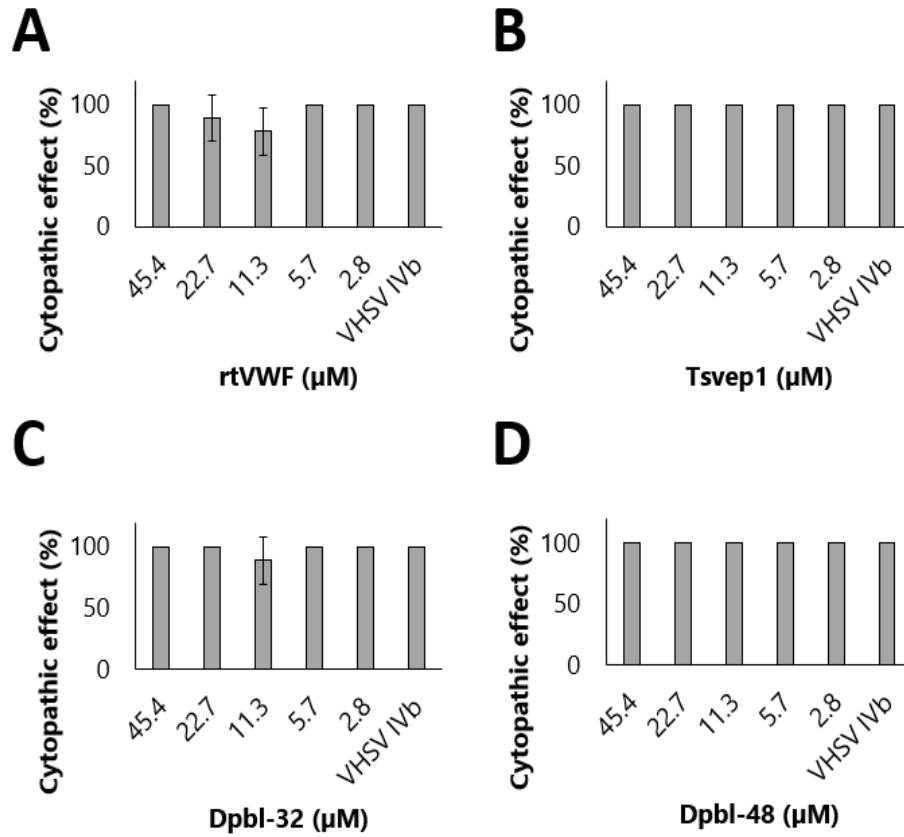 A
Cytopathic effect (%)
100
50
0
45.4
22.7
11.3
5.7
2.8
VHSV IVb
rtVWF (µM)
B
Cytopathic effect (%)
100
50
0
45.4
22.7
11.3
5.7
2.8
VHSV IVb
Tsvep1 (µM)
C
Cytopathic effect (%)
100
50
0
45.4
22.7
11.3
5.7
2.8
VHSV IVb
Dpbl-32 (µM)
D
Cytopathic effect (%)
100
50
0
45.4
22.7
11.3
5.7
2.8
VHSV IVb
Dpbl-48 (µM)